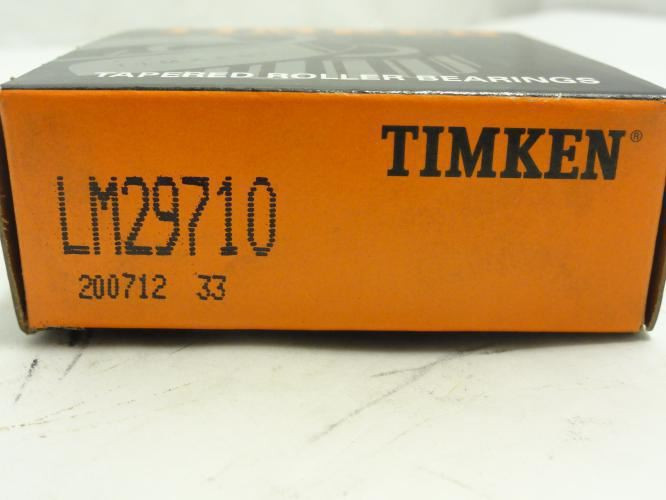 TAPERED ROLLER BEARINGS
TIMKEN®
LM29710
200712 33